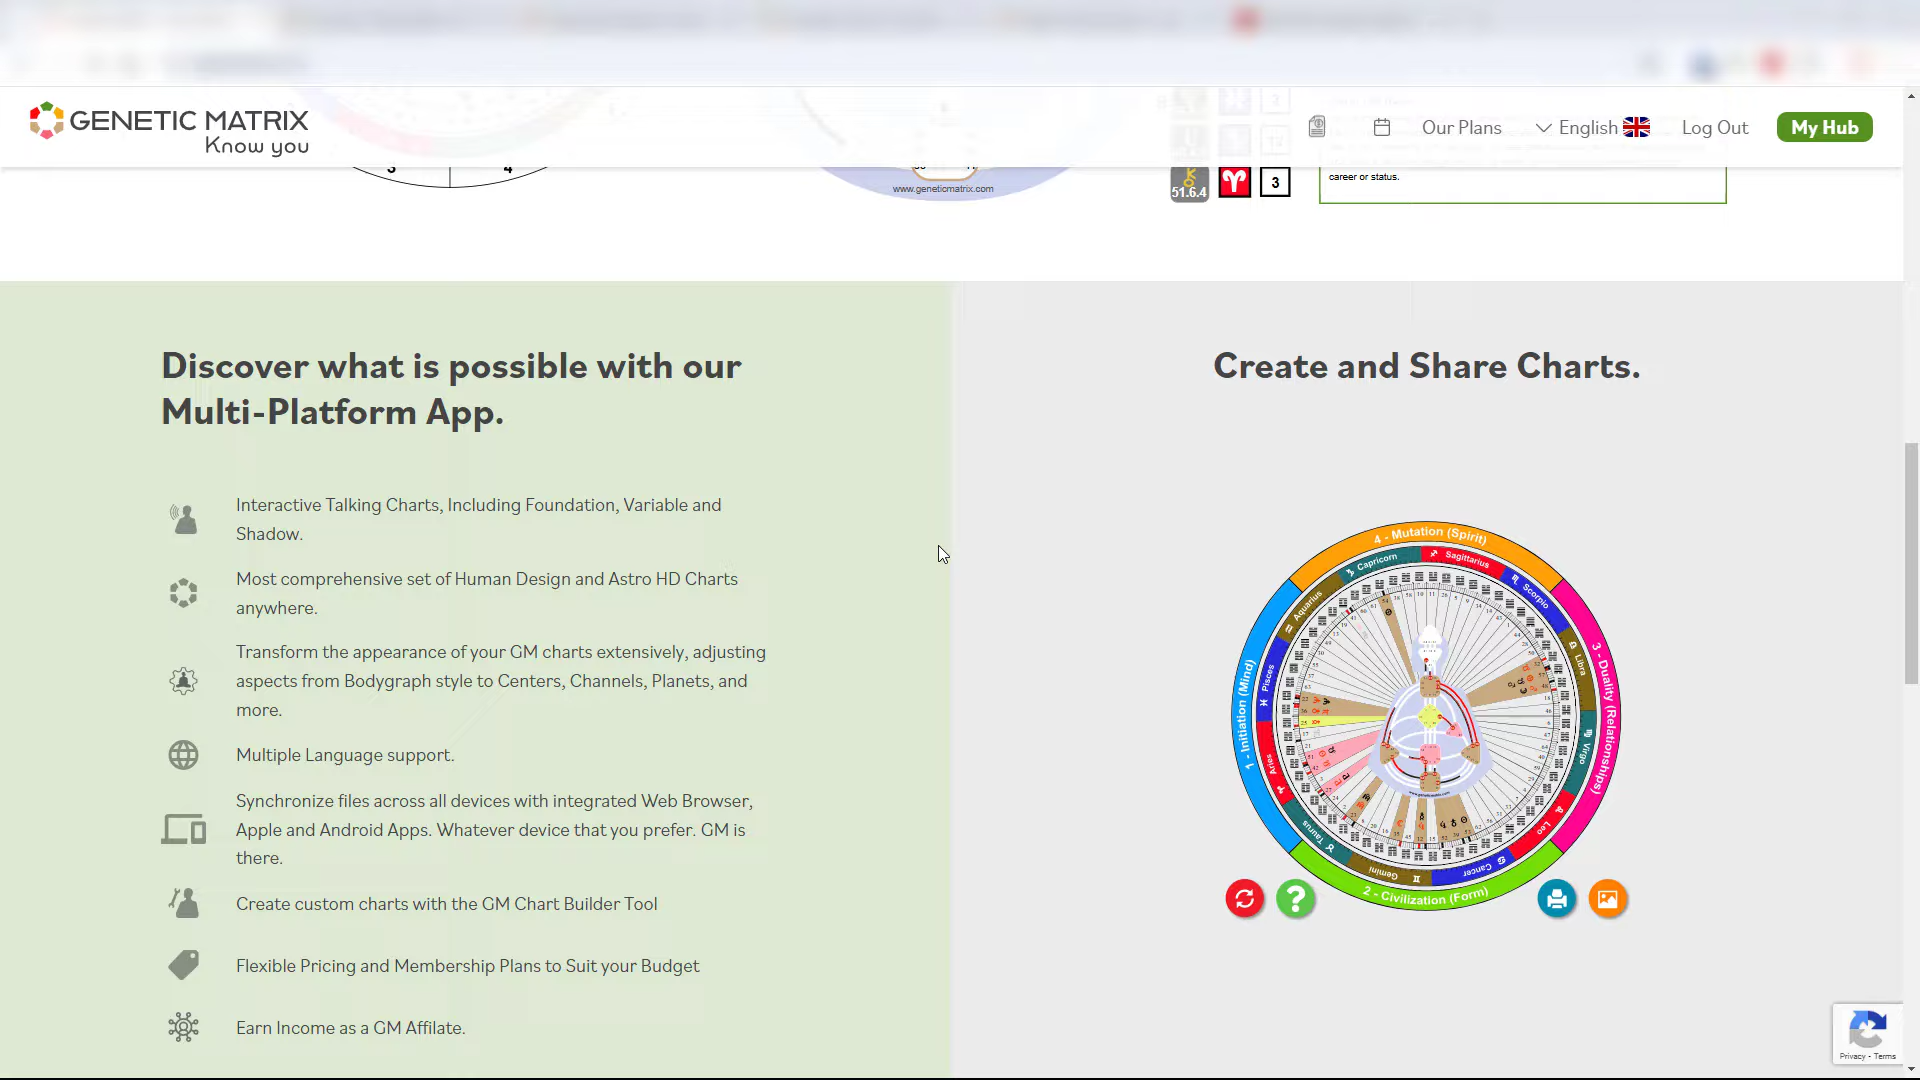 GENETIC MATRIX
Know you
Our Plans
English
Log Out
My Hub
3
4
www.geneticmatrix.com
51.6.4
3
career or status.
Discover what is possible with our
Multi-Platform App.
Interactive Talking Charts, Including Foundation, Variable and
Shadow.
Most comprehensive set of Human Design and Astro HD Charts
anywhere.
Transform the appearance of your GM charts extensively, adjusting
aspects from Bodygraph style to Centers, Channels, Planets, and
more.
Multiple Language support.
Synchronize files across all devices with integrated Web Browser,
Apple and Android Apps. Whatever device that you prefer. GM is
there.
Create custom charts with the GM Chart Builder Tool
Flexible Pricing and Membership Plans to Suit your Budget
Earn Income as a GM Affilate.
Create and Share Charts.
4 - Mutation (Spirit)
Capricorn
Sagittarius
Scorpio
Aquarius
Libra
3 - Duality (Relationships)
Pisces
1 - Initiation (Mind)
Virgo
Aries
Leo
Taurus
Cancer
Gemini
2 - Civilization (Form)
Privacy - Terms